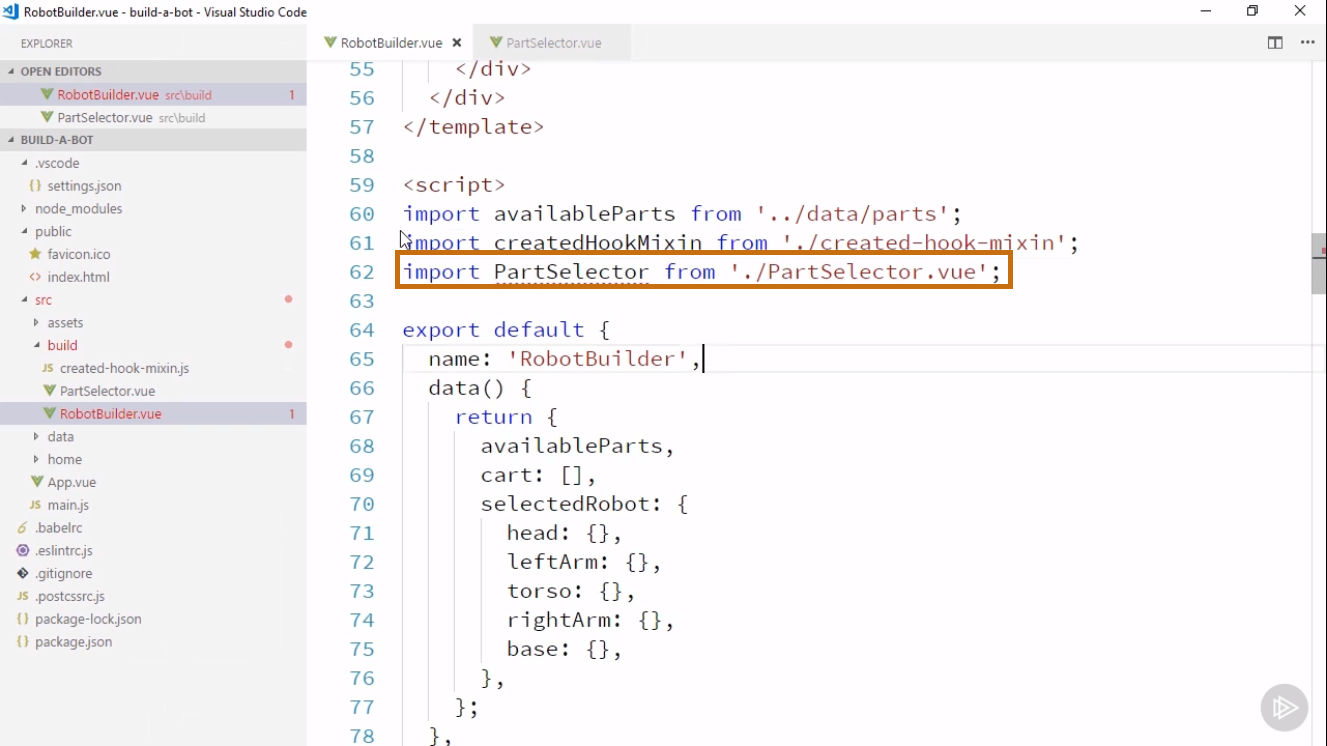 RobotBuilder.vue - build-a-bot - Visual Studio Code
EXPLORER
OPEN EDITORS
RobotBuilder.vue src\build 1
PartSelector.vue src\build
BUILD-A-BOT
.vscode
{} settings.json
node_modules
public
favicon.ico
<> index.html
src
assets
build
JS created-hook-mixin.js
PartSelector.vue
RobotBuilder.vue 1
data
home
App.vue
JS main.js
.babelrc
.eslintrc.js
.gitignore
JS .postcssrc.js
{} package-lock.json
{} package.json
RobotBuilder.vue PartSelector.vue
55 </div>
56 </div>
57 </template>
58
59 <script>
60 import availableParts from '../data/parts';
61 import createdHookMixin from './created-hook-mixin';
62 import PartSelector from './PartSelector.vue';
63
64 export default {
65 name: 'RobotBuilder',
66 data() {
67 return {
68 availableParts,
69 cart: [],
70 selectedRobot: {
71 head: {},
72 leftArm: {},
73 torso: {},
74 rightArm: {},
75 base: {},
76 },
77 };
78 },